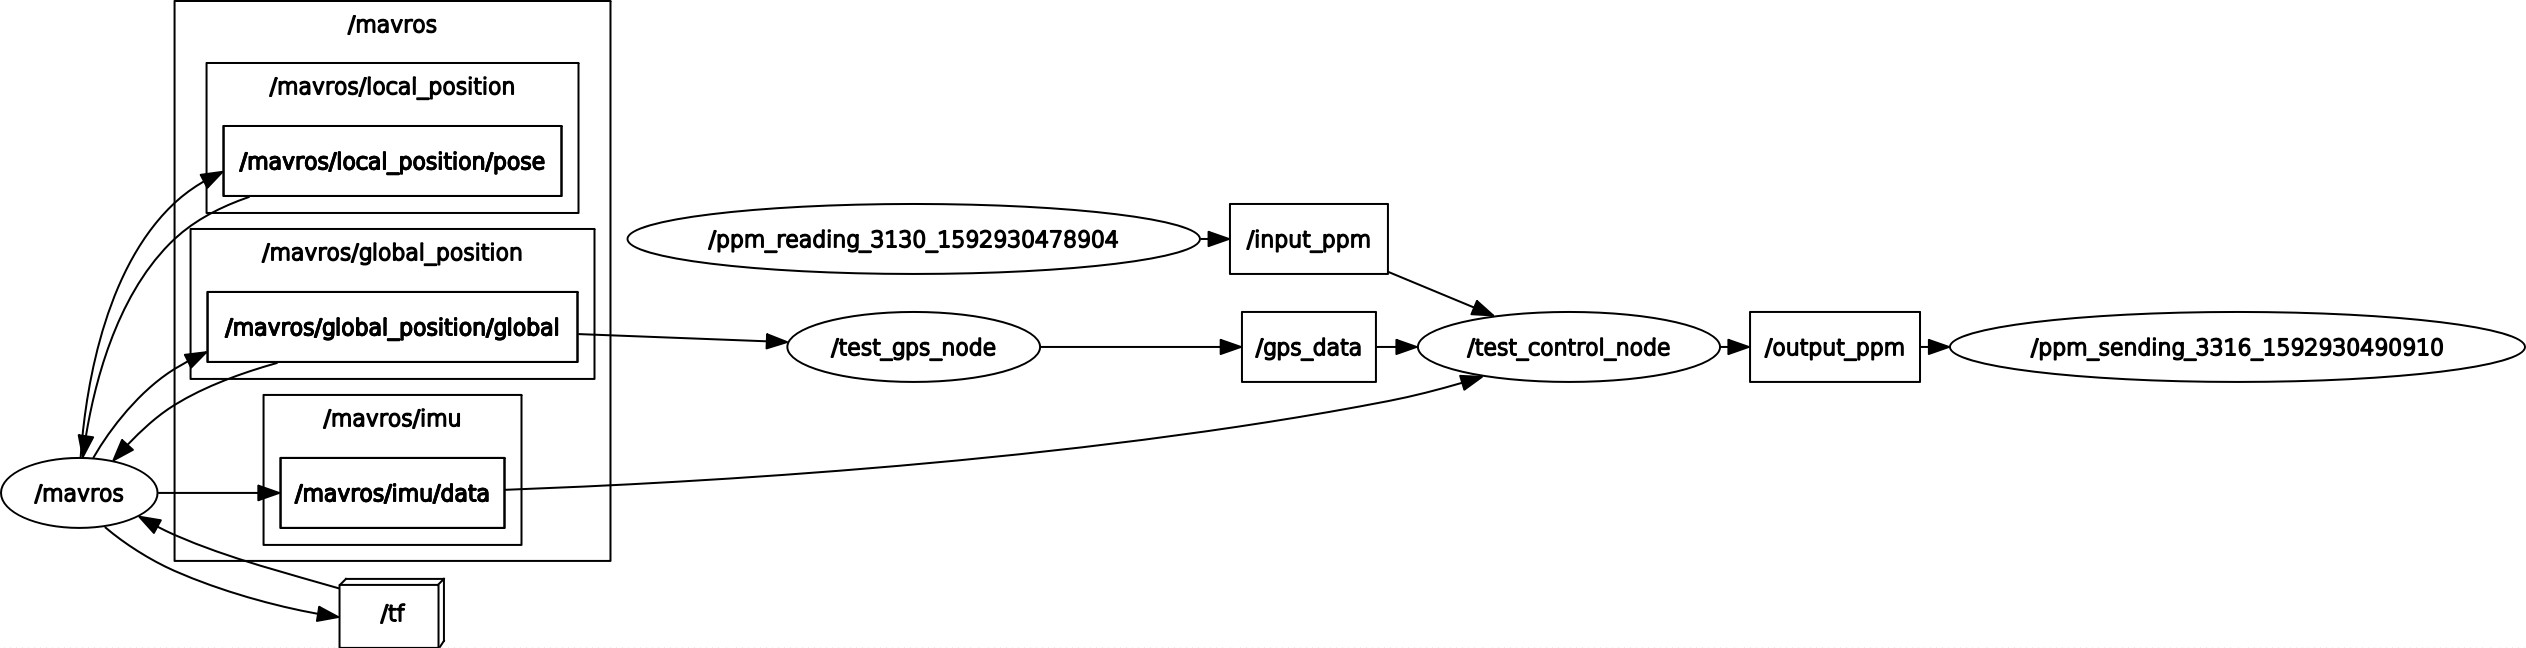 /mavros
/mavros/local_position
/mavros/local_position/pose
/mavros/global_position
/mavros/global_position/global
/mavros/imu
/mavros/imu/data
/mavros
/tf
/ppm_reading_3130_1592930478904
/input_ppm
/test_gps_node
/gps_data
/test_control_node
/output_ppm
/ppm_sending_3316_1592930490910